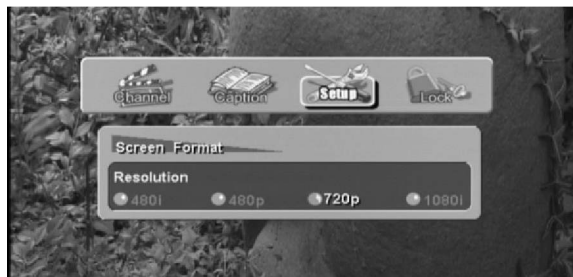 Channel Caption Setup Lock
Screen Format
Resolution
480i 480p 720p 1080i